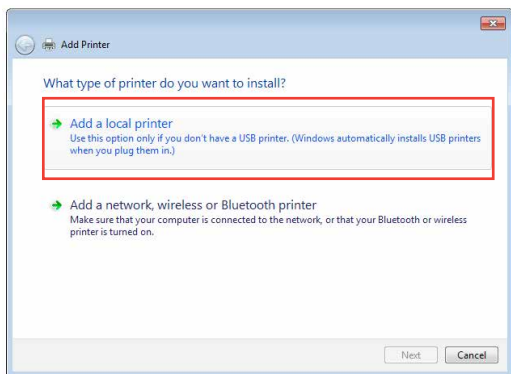 Add Printer
What type of printer do you want to install?
Add a local printer
Use this option only if you don't have a USB printer. (Windows automatically installs USB printers
when you plug them in.)
Add a network, wireless or Bluetooth printer
Make sure that your computer is connected to the network, or that your Bluetooth or wireless
printer is turned on.
Next
Cancel